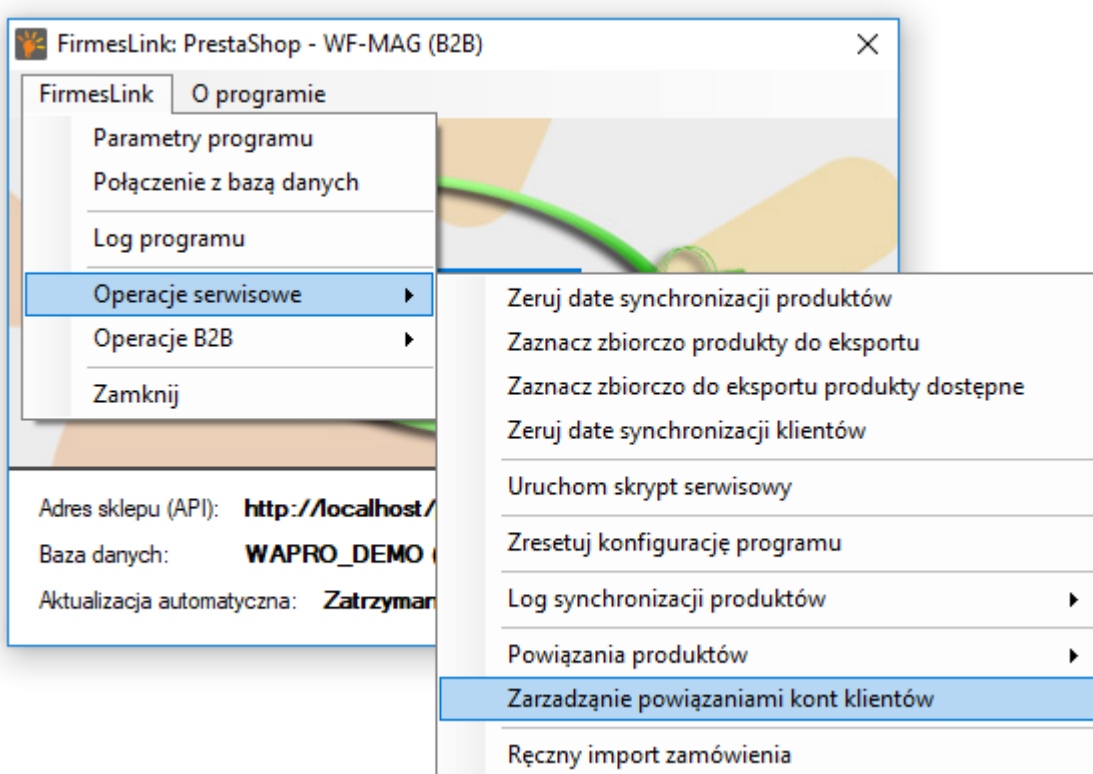 FirmesLink: PrestaShop - WF-MAG (B2B)
FirmesLink O programie
Parametry programu
Połączenie z bazą danych
Log programu
Operacje serwisowe
Operacje B2B
Zamknij
Zeruj date synchronizacji produktów
Zaznacz zbiorczo produkty do eksportu
Zaznacz zbiorczo do eksportu produkty dostępne
Zeruj date synchronizacji klientów
Uruchom skrypt serwisowy
Zresetuj konfigurację programu
Log synchronizacji produktów
Powiązania produktów
Zarzadząnie powiązaniami kont klientów
Ręczny import zamówienia
Adres sklepu (API): http://localhost/
Baza danych: WAPRO_DEMO (
Aktualizacja automatyczna: Zatrzyman